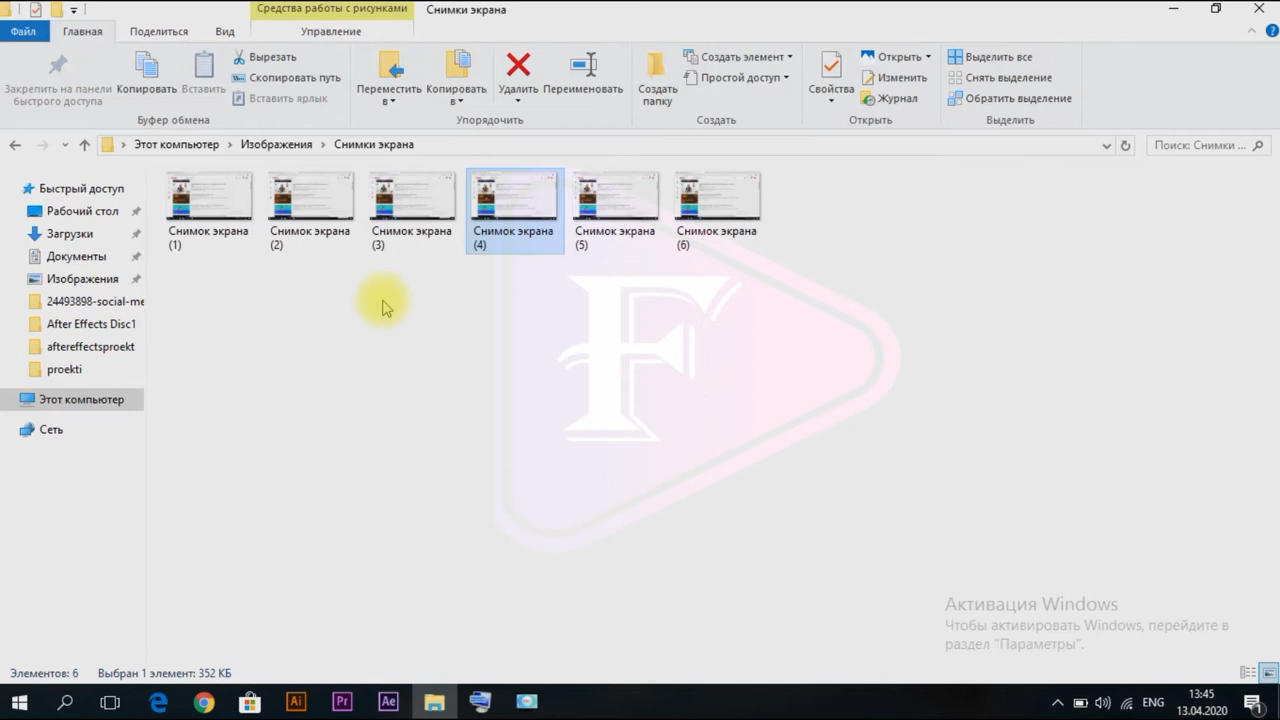 Средства работы с рисунками
Снимки экрана
Файл
Главная
Поделиться
Вид
Управление
Закрепить на панели
быстрого доступа
Копировать
Вставить
Вырезать
Скопировать путь
Вставить ярлык
Буфер обмена
Переместить
в
Копировать
в
Удалить
Переименовать
Упорядочить
Создать
папку
Создать элемент
Простой доступ
Создать
Свойства
Открыть
Изменить
Журнал
Открыть
Выделить все
Снять выделение
Обратить выделение
Выделить
Этот компьютер
Изображения
Снимки экрана
Поиск: Снимки ...
Быстрый доступ
Рабочий стол
Загрузки
Документы
Изображения
24493898-social-me
After Effects Disc1
aftereffectsproekt
proekti
Этот компьютер
Сеть
Снимок экрана
(1)
Снимок экрана
(2)
Снимок экрана
(3)
Снимок экрана
(4)
Снимок экрана
(5)
Снимок экрана
(6)
F
Активация Windows
Чтобы активировать Windows, перейдите в
раздел "Параметры".
Элементов: 6
Выбран 1 элемент: 352 КБ
Ai
Pr
Ae
ENG
13:45
13.04.2020
1